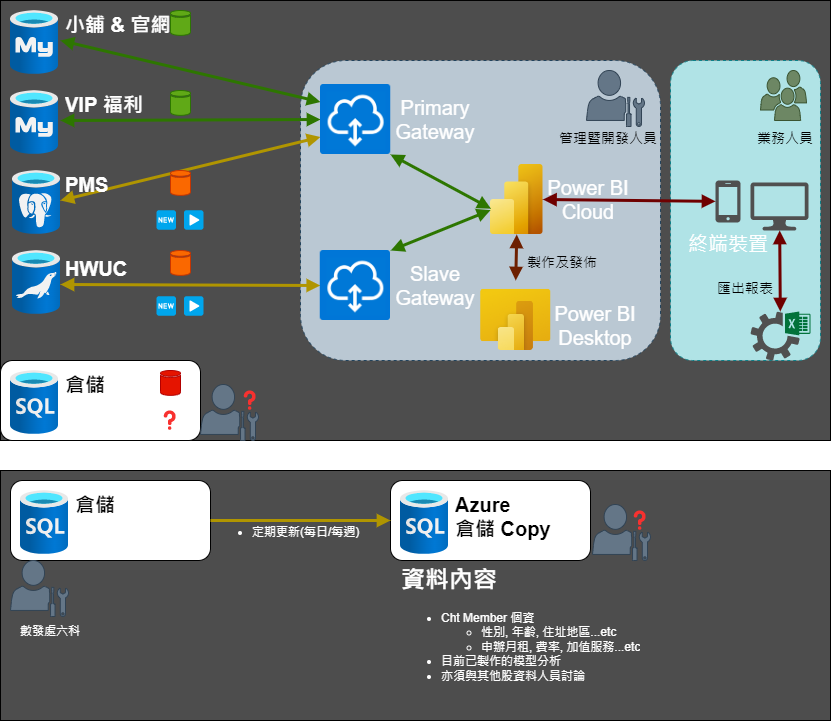 小舖 & 官網
My
VIP 福利
My
PMS
NEW
HWUC
NEW
倉儲
SQL
?
?
Primary
Gateway
Slave
Gateway
管理暨開發人員
Power BI
Cloud
製作及發佈
Power BI
Desktop
業務人員
終端裝置
匯出報表
X
倉儲
SQL
數發處六科
定期更新(每日/每週)
Azure
倉儲 Copy
SQL
?
資料內容
Cht Member 個資
性別, 年齡, 住址地區...etc
申辦月租, 費率, 加值服務...etc
目前已製作的模型分析
亦須與其他股資料人員討論